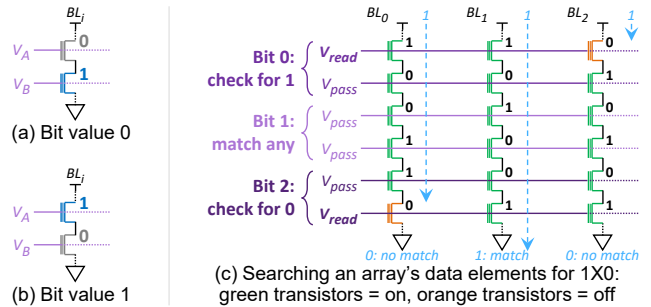 BLi
0
VA
1
VB
(a) Bit value 0
BLi
1
VA
0
VB
(b) Bit value 1
BL0 1 BL1 1 BL2 1
Bit 0:
check for 1
Vread 1 1 0
Vpass 0 0 1
Bit 1:
match any
Vpass 0 1 0
Vpass 1 0 1
Bit 2:
check for 0
Vpass 1 0 0
Vread 0 1 1
0: no match 1: match 0: no match
(c) Searching an array's data elements for 1X0:
green transistors = on, orange transistors = off